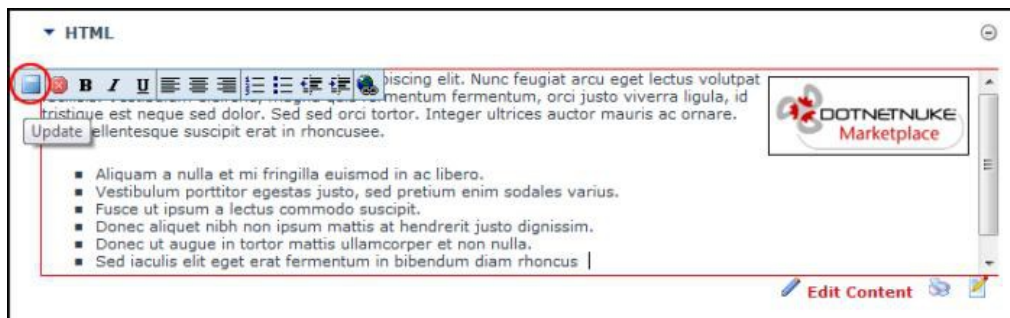 HTML
B I U
biscing elit. Nunc feugiat arcu eget lectus volutpat
mentum fermentum, orci justo viverra ligula, id
tristique est neque sed dolor. Sed sed orci tortor. Integer ultrices auctor mauris ac ornare.
Update ellentesque suscipit erat in rhoncusee.
DOTNETNUKE
Marketplace
Aliquam a nulla et mi fringilla euismod in ac libero.
Vestibulum porttitor egestas justo, sed pretium enim sodales varius.
Fusce ut ipsum a lectus commodo suscipit.
Donec aliquet nibh non ipsum mattis at hendrerit justo dignissim.
Donec ut augue in tortor mattis ullamcorper et non nulla.
Sed iaculis elit eget erat fermentum in bibendum diam rhoncus
Edit Content